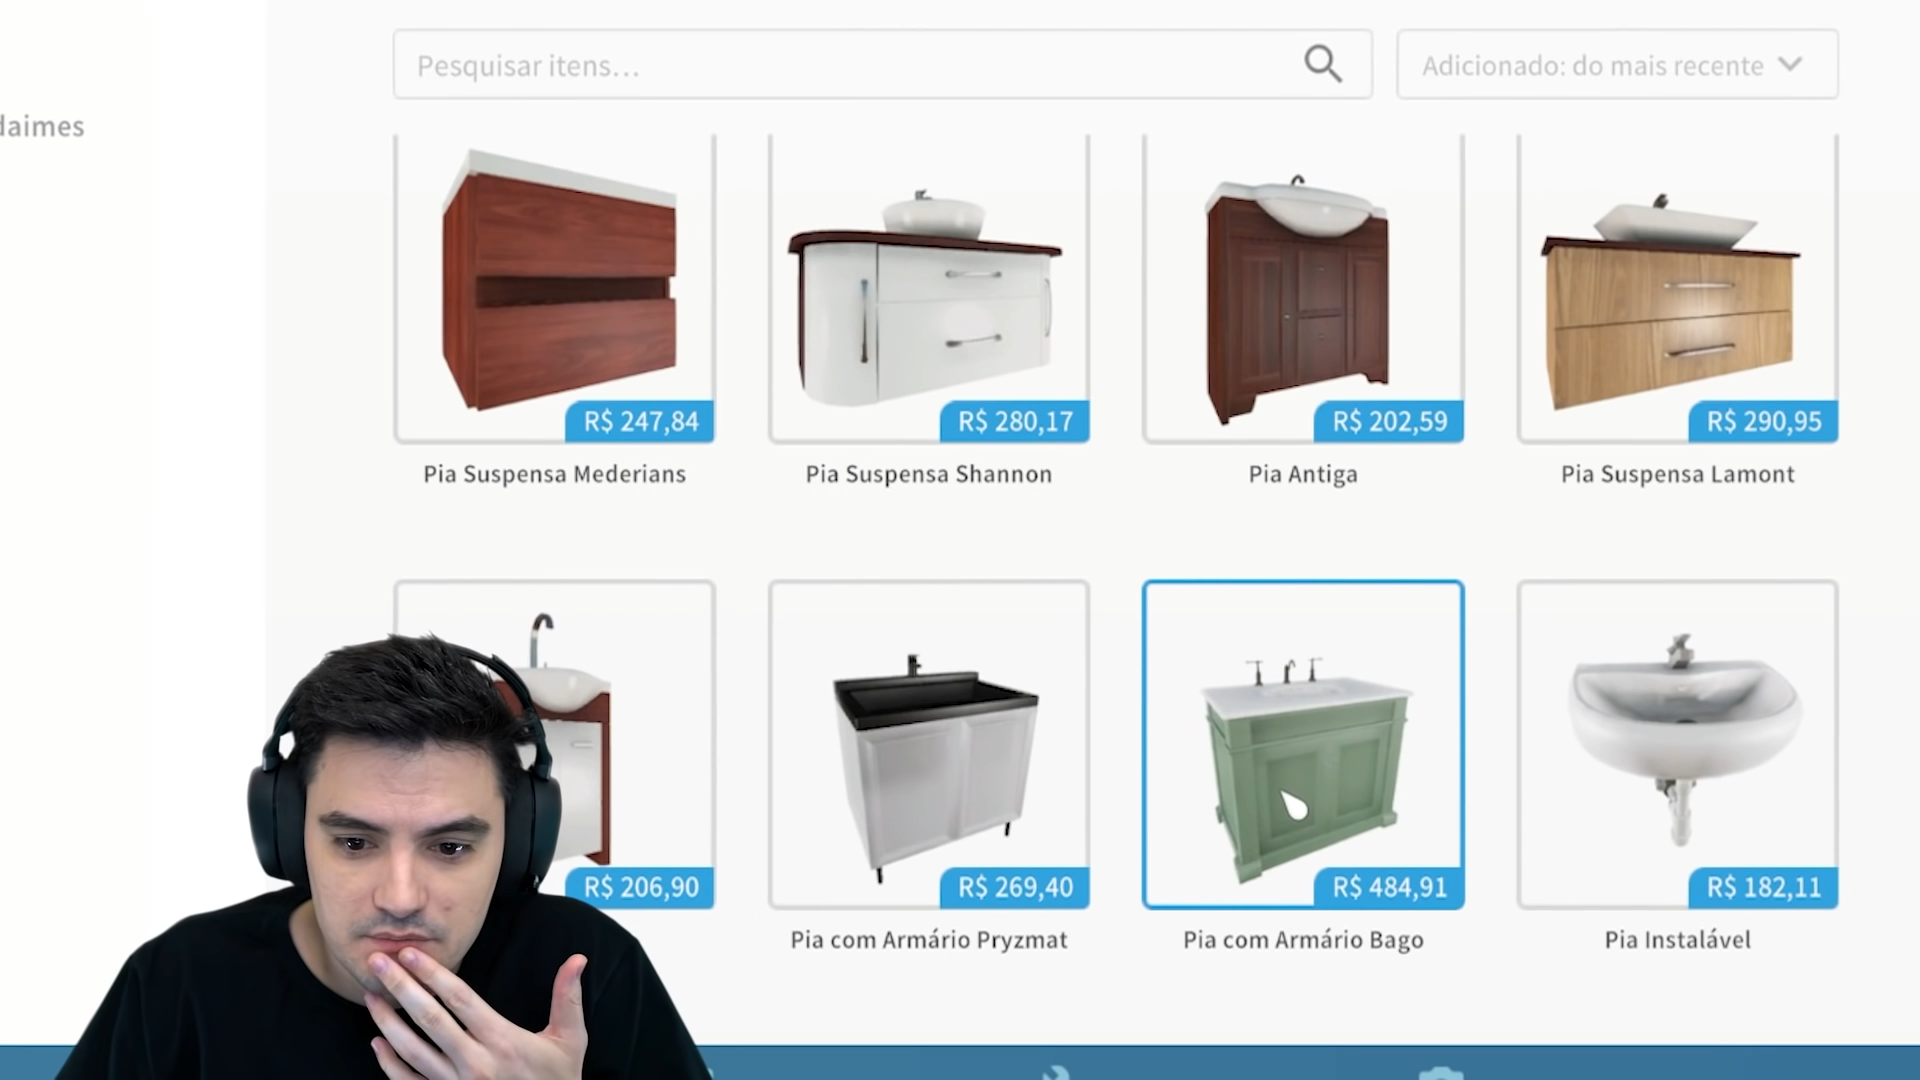 Pesquisar itens...
Adicionado: do mais recente
daimes
R$ 247,84
R$ 280,17
R$ 202,59
R$ 290,95
Pia Suspensa Mederians
Pia Suspensa Shannon
Pia Antiga
Pia Suspensa Lamont
R$ 206,90
R$ 269,40
R$ 484,91
R$ 182,11
Pia com Armário Pryzmat
Pia com Armário Bago
Pia Instalável